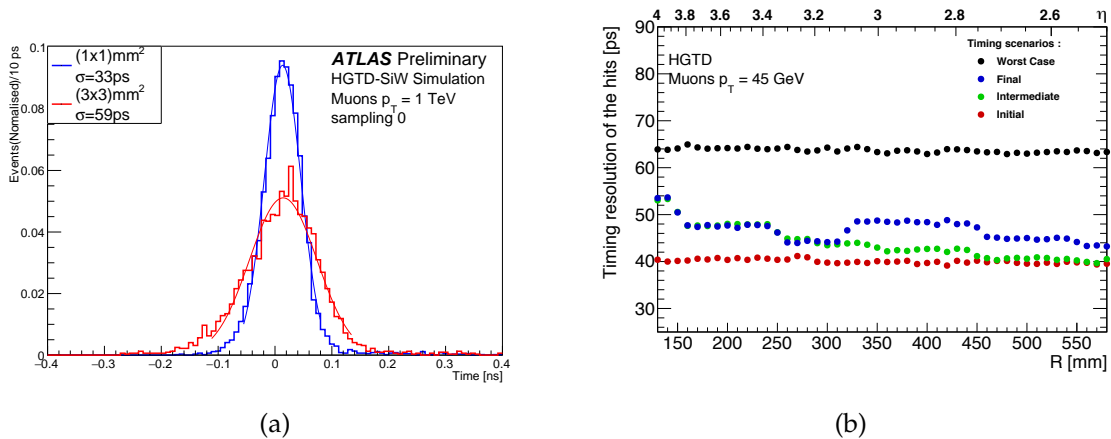 (1x1)mm²
σ=33ps
(3x3)mm²
σ=59ps
ATLAS Preliminary
HGTD-SiW Simulation
Muons p_T = 1 TeV
sampling 0
Events(Nomalised)/10 ps
0.1
0.08
0.06
0.04
0.02
0
−0.4 −0.3 −0.2 −0.1 0 0.1 0.2 0.3 0.4
Time [ns]
(a)
4 3.8 3.6 3.4 3.2 3 2.8 2.6 η
HGTD
Muons p_T = 45 GeV
Timing scenarios :
Worst Case
Final
Intermediate
Initial
Timing resolution of the hits [ps]
90
80
70
60
50
40
30
150 200 250 300 350 400 450 500 550
R [mm]
(b)